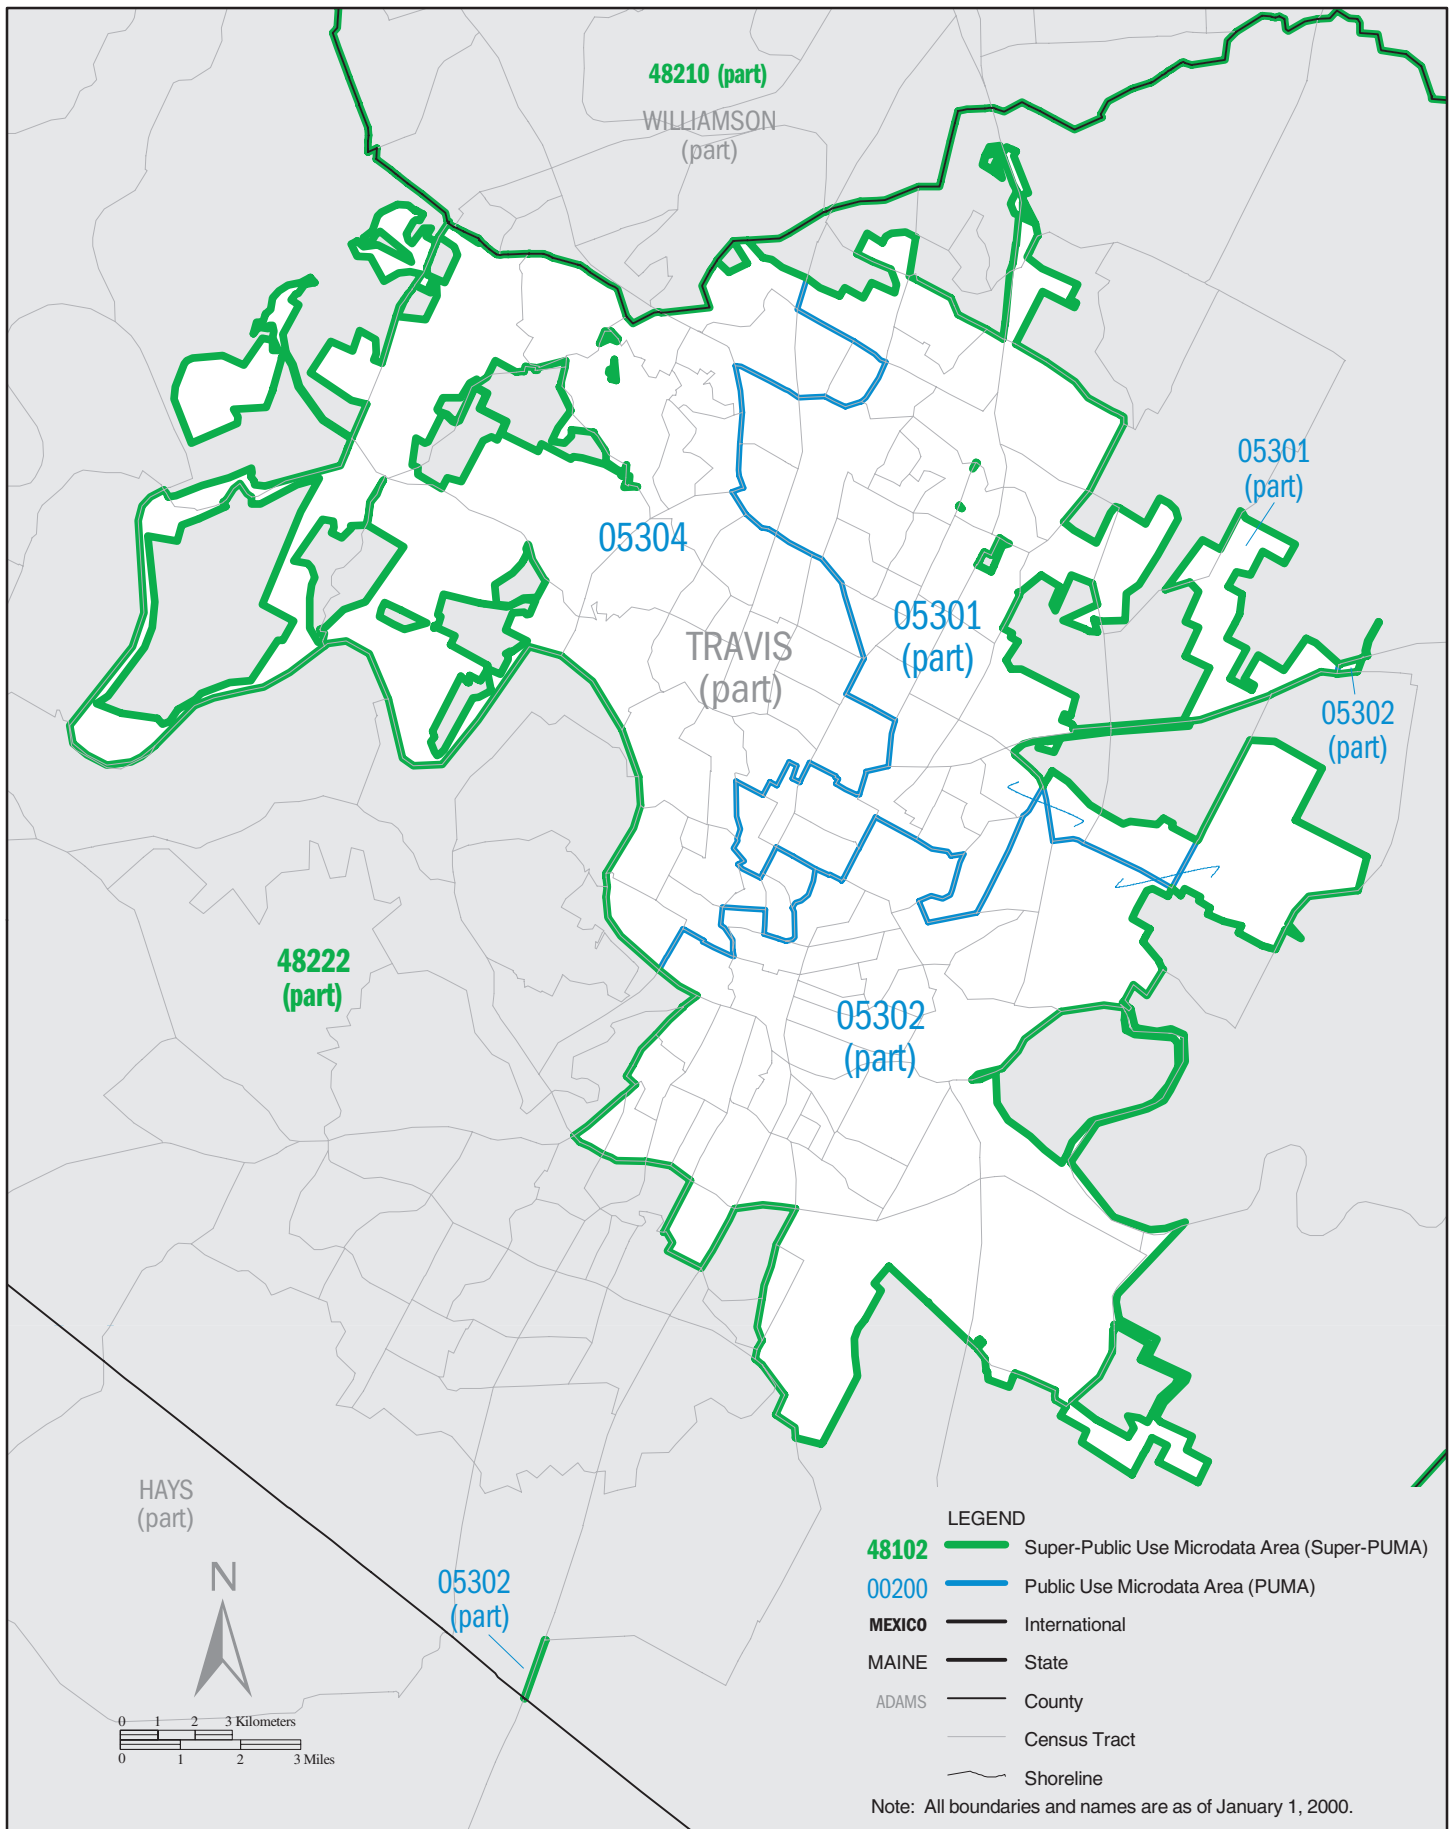 48210 (part)
WILLIAMSON
(part)
05301
(part)
05304
05301
(part)
TRAVIS
(part)
05302
(part)
48222
(part)
05302
(part)
HAYS
(part)
N
05302
(part)
0 1 2 3 Kilometers
0 1 2 3 Miles
LEGEND
48102 Super-Public Use Microdata Area (Super-PUMA)
00200 Public Use Microdata Area (PUMA)
MEXICO International
MAINE State
ADAMS County
Census Tract
Shoreline
Note: All boundaries and names are as of January 1, 2000.